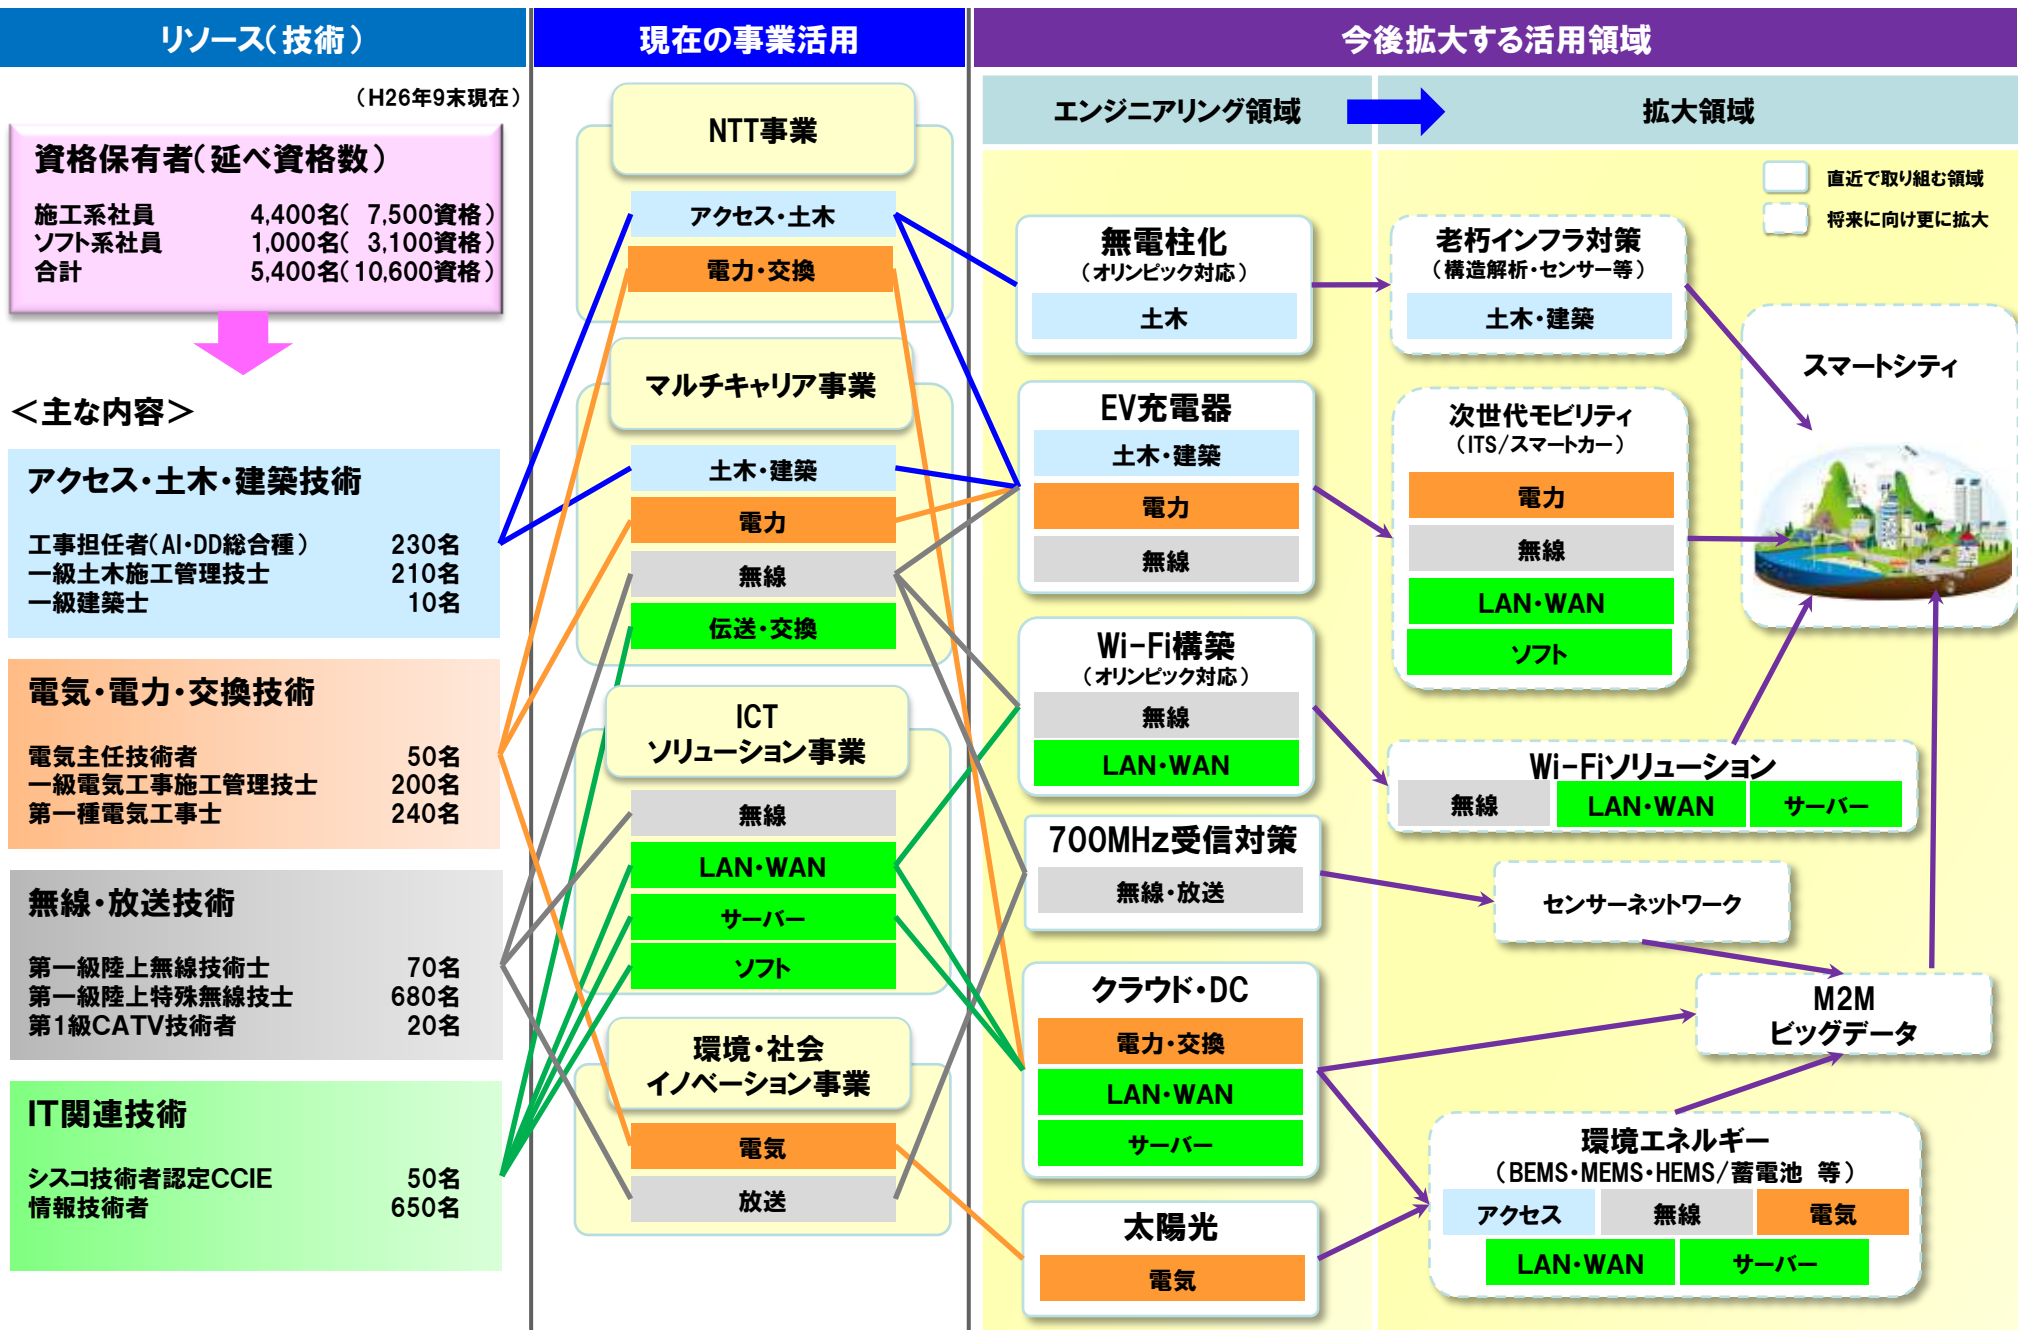 リソース(技術)
現在の事業活用
今後拡大する活用領域
(H26年9末現在)
資格保有者(延べ資格数)
施工系社員 4,400名( 7,500資格)
ソフト系社員 1,000名( 3,100資格)
合計 5,400名(10,600資格)
<主な内容>
アクセス・土木・建築技術
工事担任者(AI・DD総合種) 230名
一級土木施工管理技士 210名
一級建築士 10名
電気・電力・交換技術
電気主任技術者 50名
一級電気工事施工管理技士 200名
第一種電気工事士 240名
無線・放送技術
第一級陸上無線技術士 70名
第一級陸上特殊無線技士 680名
第1級CATV技術者 20名
IT関連技術
シスコ技術者認定CCIE 50名
情報技術者 650名
NTT事業
アクセス・土木
電力・交換
マルチキャリア事業
土木・建築
電力
無線
伝送・交換
ICT
ソリューション事業
無線
LAN・WAN
サーバー
ソフト
環境・社会
イノベーション事業
電気
放送
エンジニアリング領域
拡大領域
直近で取り組む領域
将来に向け更に拡大
無電柱化
(オリンピック対応)
土木
EV充電器
土木・建築
電力
無線
Wi-Fi構築
(オリンピック対応)
無線
LAN・WAN
700MHz受信対策
無線・放送
クラウド・DC
電力・交換
LAN・WAN
サーバー
太陽光
電気
老朽インフラ対策
(構造解析・センサー等)
土木・建築
次世代モビリティ
(ITS/スマートカー)
電力
無線
LAN・WAN
ソフト
スマートシティ
Wi-Fiソリューション
無線 LAN・WAN サーバー
センサーネットワーク
M2M
ビッグデータ
環境エネルギー
(BEMS・MEMS・HEMS/蓄電池 等)
アクセス 無線 電気
LAN・WAN サーバー